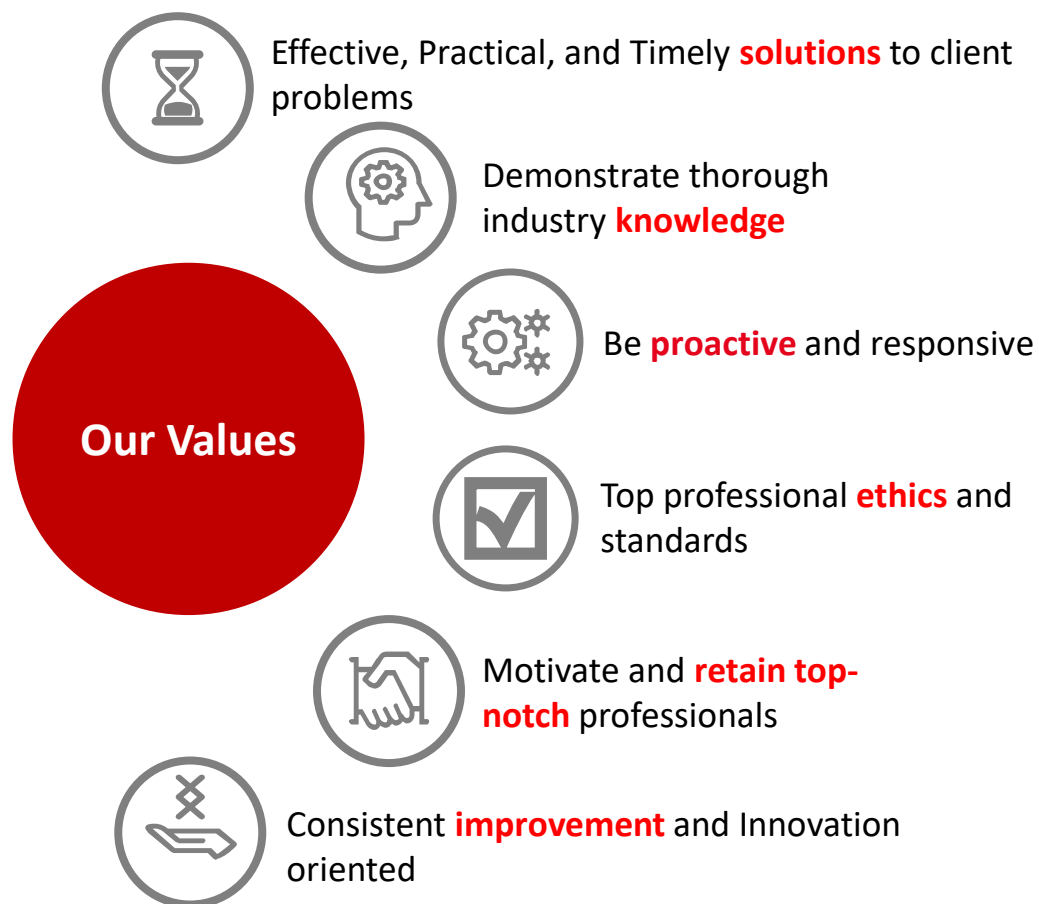 Effective, Practical, and Timely solutions to client
problems
Demonstrate thorough
industry knowledge
Be proactive and responsive
Our Values
Top professional ethics and
standards
Motivate and retain top-
notch professionals
Consistent improvement and Innovation
oriented